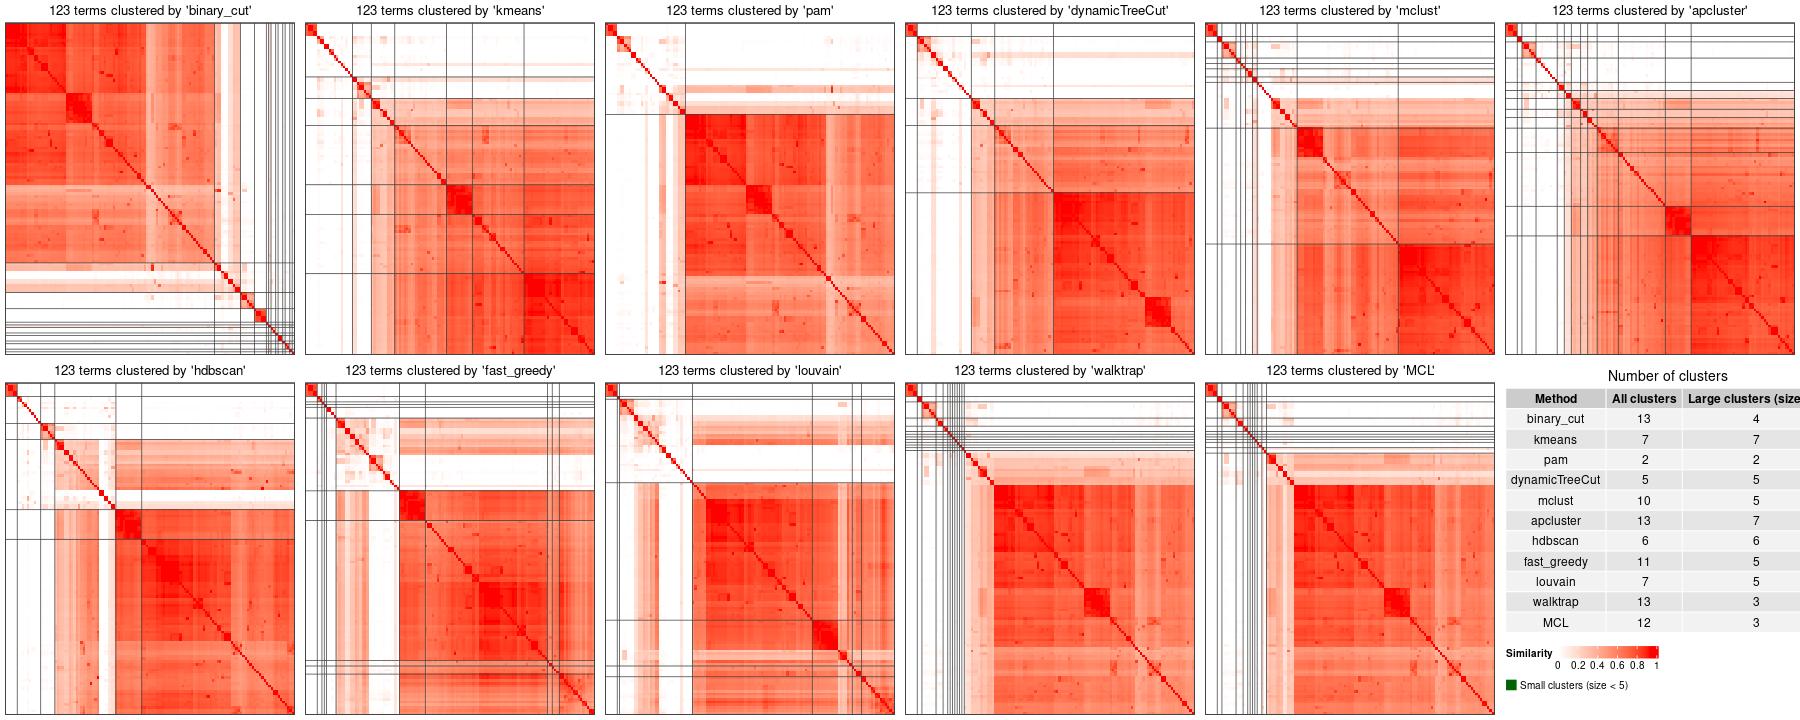 123 terms clustered by 'binary_cut'
123 terms clustered by 'kmeans'
123 terms clustered by 'pam'
123 terms clustered by 'dynamicTreeCut'
123 terms clustered by 'mclust'
123 terms clustered by 'apcluster'
123 terms clustered by 'hdbscan'
123 terms clustered by 'fast_greedy'
123 terms clustered by 'louvain'
123 terms clustered by 'walktrap'
123 terms clustered by 'MCL'
Number of clusters
Method All clusters Large clusters (size
binary_cut 13 4
kmeans 7 7
pam 2 2
dynamicTreeCut 5 5
mclust 10 5
apcluster 13 7
hdbscan 6 6
fast_greedy 11 5
louvain 7 5
walktrap 13 3
MCL 12 3
Similarity
0 0.2 0.4 0.6 0.8 1
Small clusters (size < 5)